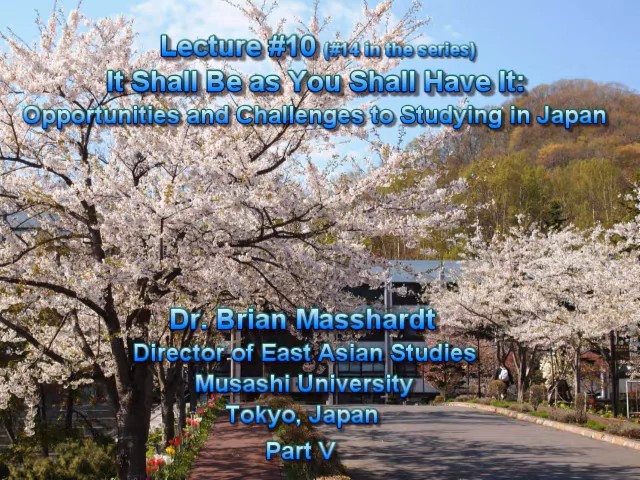 Lecture #10 (#14 in the series)
It Shall Be as You Shall Have It:
Opportunities and Challenges to Studying in Japan
Dr. Brian Masshardt
Director of East Asian Studies
Musashi University
Tokyo, Japan
Part V